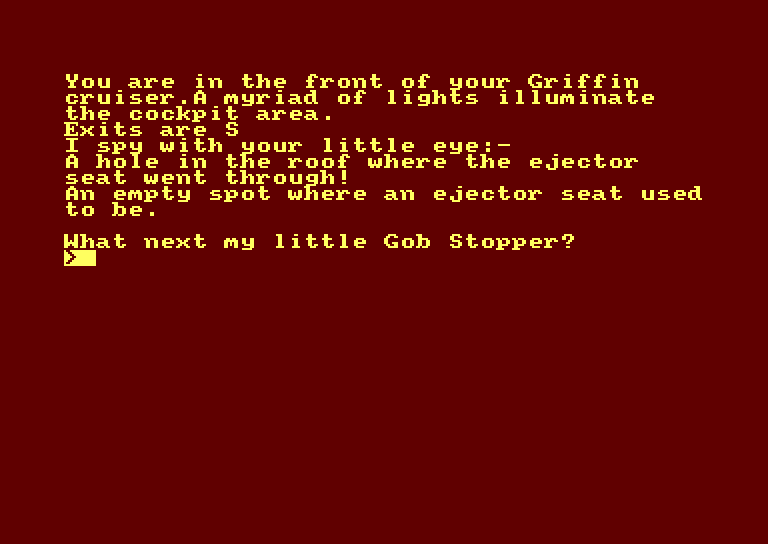 You are in the front of your Griffin
cruiser.A myriad of lights illuminate
the cockpit area.
Exits are S
I spy with your little eye:-
A hole in the roof where the ejector
seat went through!
An empty spot where an ejector seat used
to be.
What next my little Gob Stopper?
>